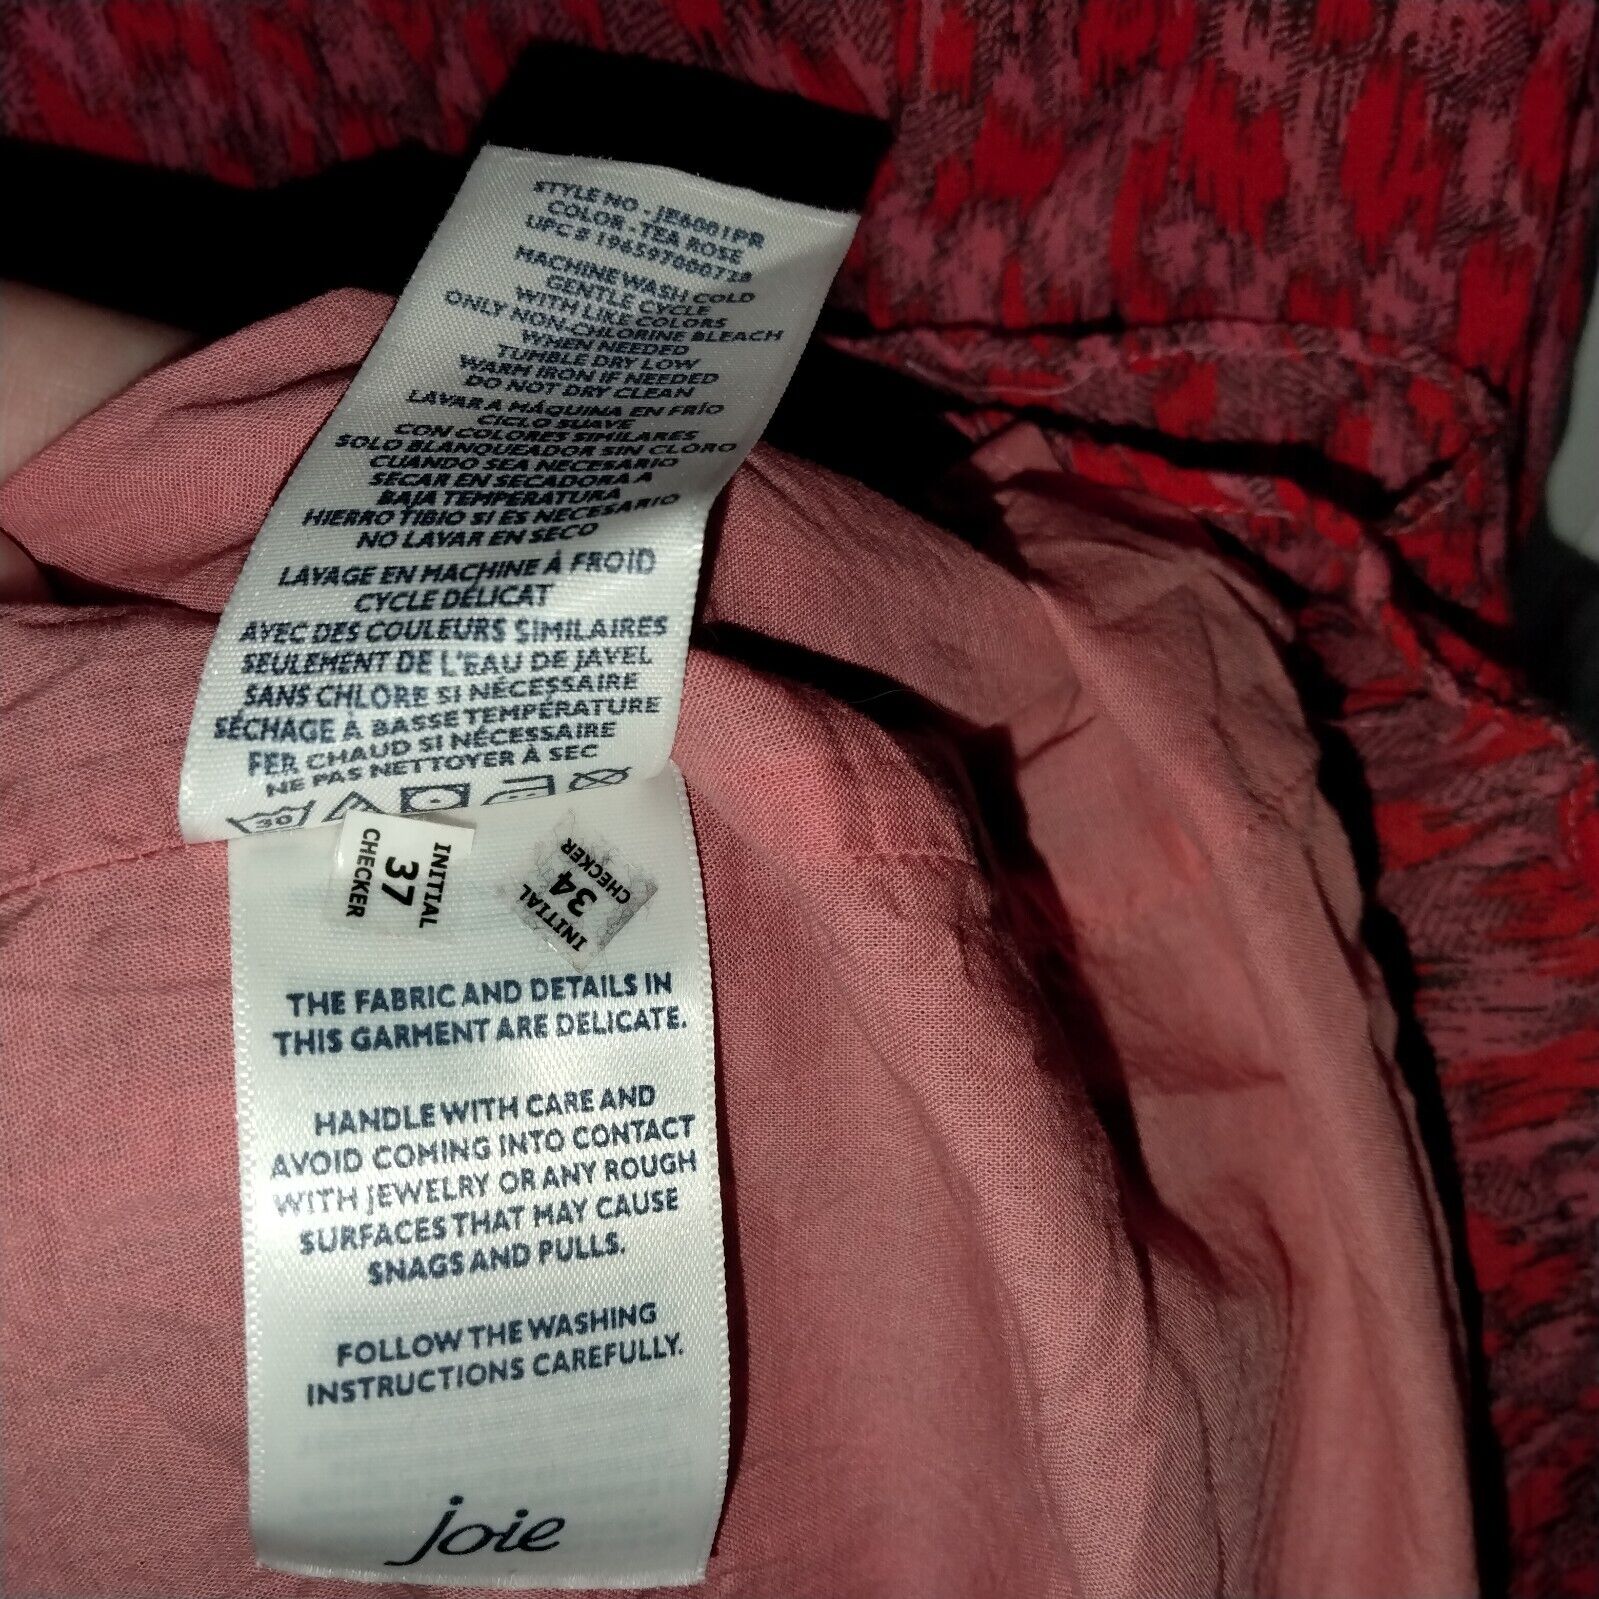 STYLE NO - JE6001PR
COLOR - TEA ROSE
UPC# 196597000728
MACHINE WASH COLD
GENTLE CYCLE
WITH LIKE COLORS
ONLY NON-CHLORINE BLEACH
WHEN NEEDED
TUMBLE DRY LOW
WARM IRON IF NEEDED
DO NOT DRY CLEAN
LAVAR A MÁQUINA EN FRÍO
CICLO SUAVE
CON COLORES SIMILARES
SOLO BLANQUEADOR SIN CLORO
CUANDO SEA NECESARIO
SECAR EN SECADORA A
BAJA TEMPERATURA
HIERRO TIBIO SI ES NECESARIO
NO LAVAR EN SECO
LAVAGE EN MACHINE À FROID
CYCLE DÉLICAT
AVEC DES COULEURS SIMILAIRES
SEULEMENT DE L'EAU DE JAVEL
SANS CHLORE SI NÉCESSAIRE
SÉCHAGE À BASSE TEMPÉRATURE
FER CHAUD SI NÉCESSAIRE
NE PAS NETTOYER À SEC
30
INITIAL
37
CHECKER
INITIAL
34
CHECKER
THE FABRIC AND DETAILS IN
THIS GARMENT ARE DELICATE.
HANDLE WITH CARE AND
AVOID COMING INTO CONTACT
WITH JEWELRY OR ANY ROUGH
SURFACES THAT MAY CAUSE
SNAGS AND PULLS.
FOLLOW THE WASHING
INSTRUCTIONS CAREFULLY.
joie